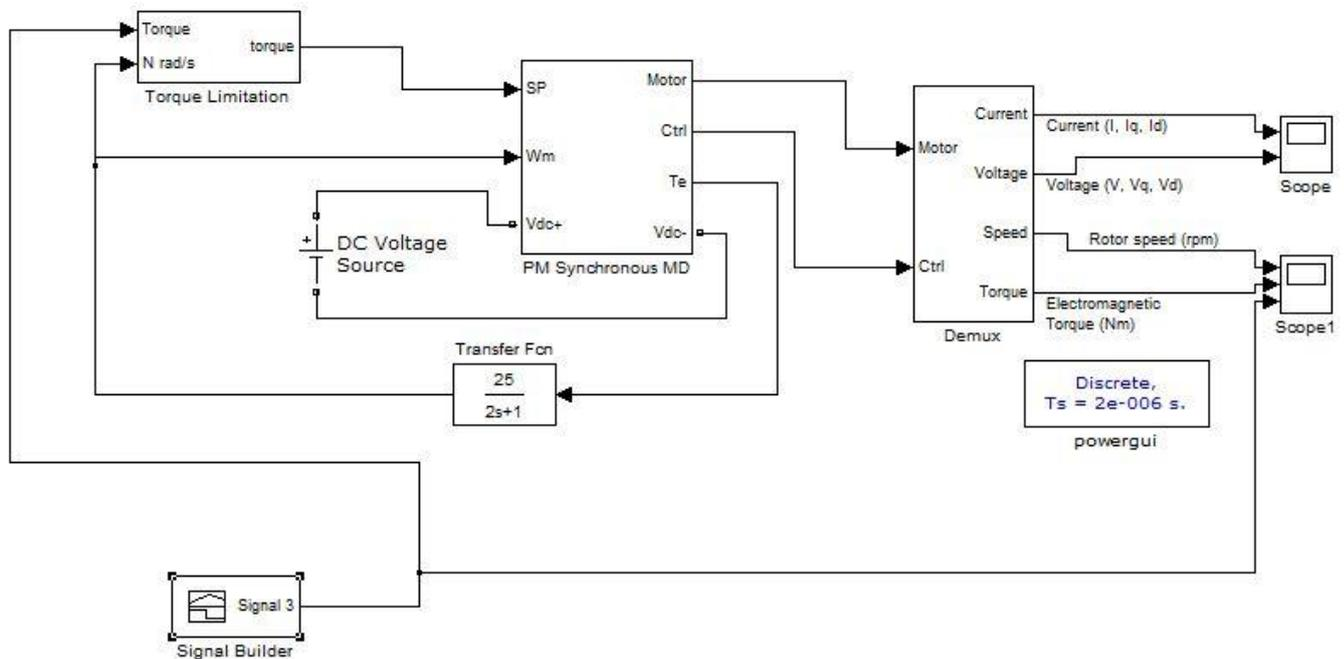 Torque
N rad/s
torque
Torque Limitation
SP
Wm
Vdc+
Motor
Ctrl
Te
Vdc-
PM Synchronous MD
+
DC Voltage
Source
Motor
Ctrl
Current
Voltage
Speed
Torque
Demux
Current (I, Iq, Id)
Voltage (V, Vq, Vd)
Rotor speed (rpm)
Electromagnetic
Torque (Nm)
Scope
Scope1
Transfer Fcn
25
2s+1
Discrete,
Ts = 2e-006 s.
powergui
Signal 3
Signal Builder